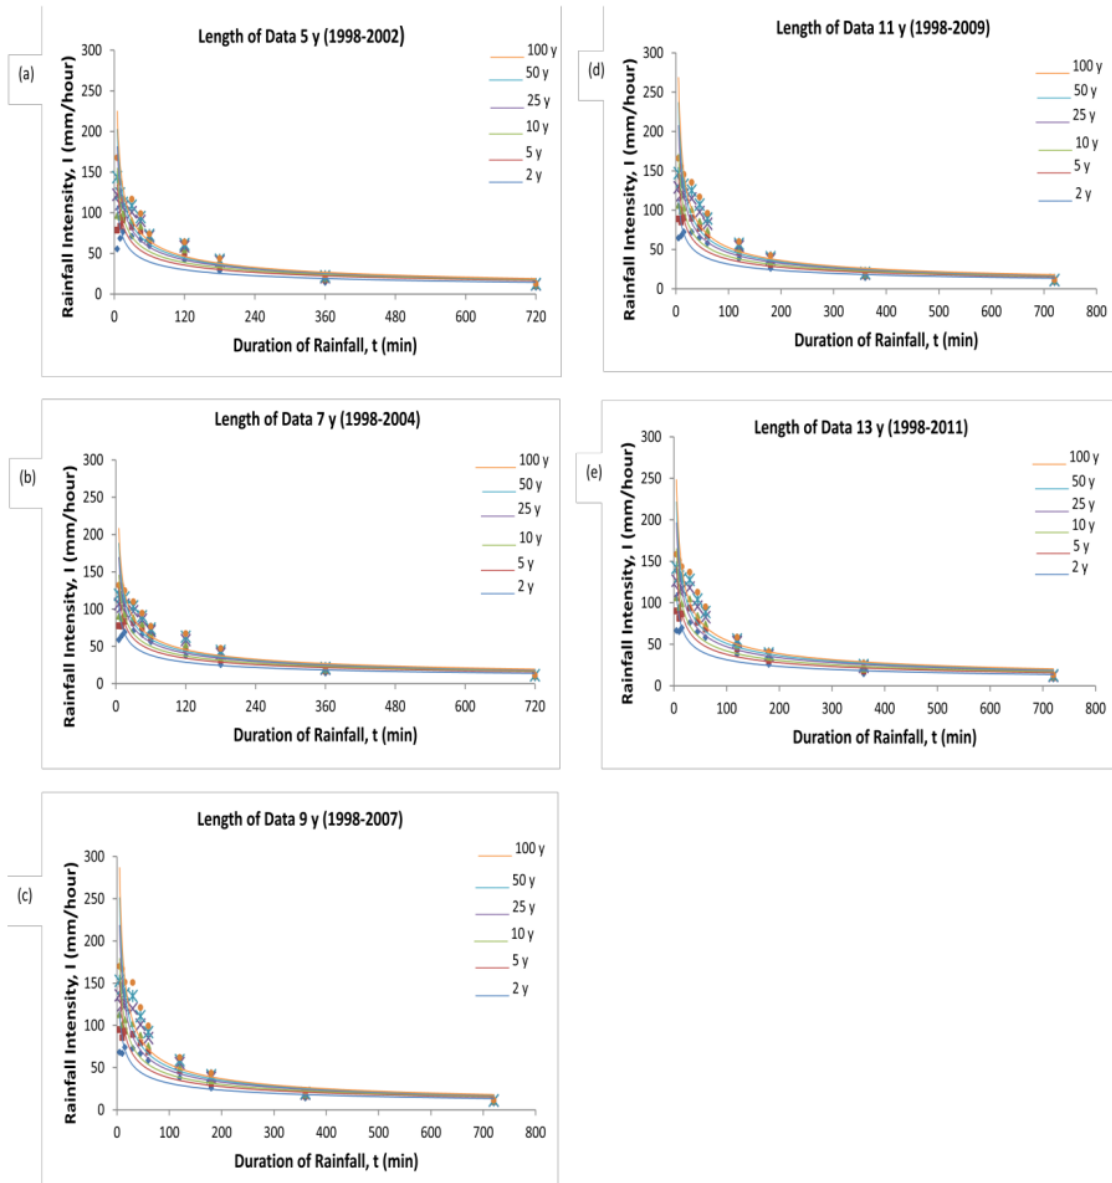 (a)
Length of Data 5 y (1998-2002)
Rainfall Intensity, I (mm/hour)
300
250
200
150
100
50
0
0 120 240 360 480 600 720
Duration of Rainfall, t (min)
100 y
50 y
25 y
10 y
5 y
2 y
(b)
Length of Data 7 y (1998-2004)
Rainfall Intensity, I (mm/hour)
300
250
200
150
100
50
0
0 120 240 360 480 600 720
Duration of Rainfall, t (min)
100 y
50 y
25 y
10 y
5 y
2 y
(c)
Length of Data 9 y (1998-2007)
Rainfall Intensity, I (mm/hour)
300
250
200
150
100
50
0
0 100 200 300 400 500 600 700 800
Duration of Rainfall, t (min)
100 y
50 y
25 y
10 y
5 y
2 y
(d)
Length of Data 11 y (1998-2009)
Rainfall Intensity, I (mm/hour)
300
250
200
150
100
50
0
0 100 200 300 400 500 600 700 800
Duration of Rainfall, t (min)
100 y
50 y
25 y
10 y
5 y
2 y
(e)
Length of Data 13 y (1998-2011)
Rainfall Intensity, I (mm/hour)
300
250
200
150
100
50
0
0 100 200 300 400 500 600 700 800
Duration of Rainfall, t (min)
100 y
50 y
25 y
10 y
5 y
2 y